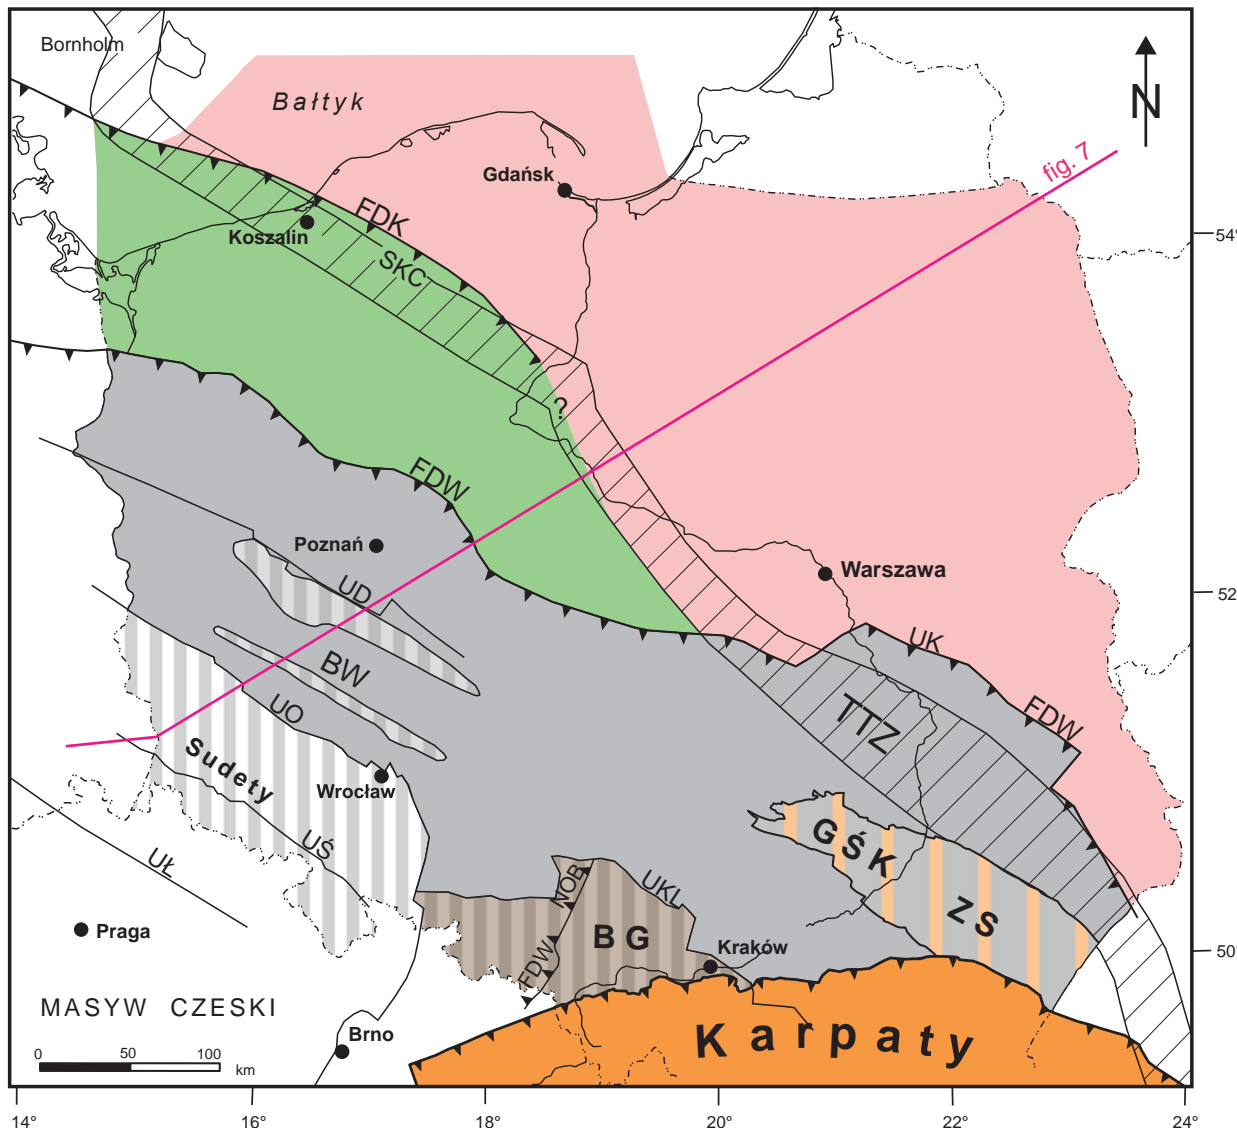 Bornholm
Bałtyk
N
fig. 7
Gdańsk
FDK
Koszalin
SKC
54°
?
FDW
Poznań
Warszawa
UD
52
UK
BW
FDW
UO
TTZ
Sudety
Wrocław
GŚK
UŚ
UŁ
NOB
UKL
ZS
BG
Praga
Kraków
FDW
50°
MASYW CZESKI
Karpaty
Brno
0 50 100
km
14° 16° 18° 20° 22° 24°